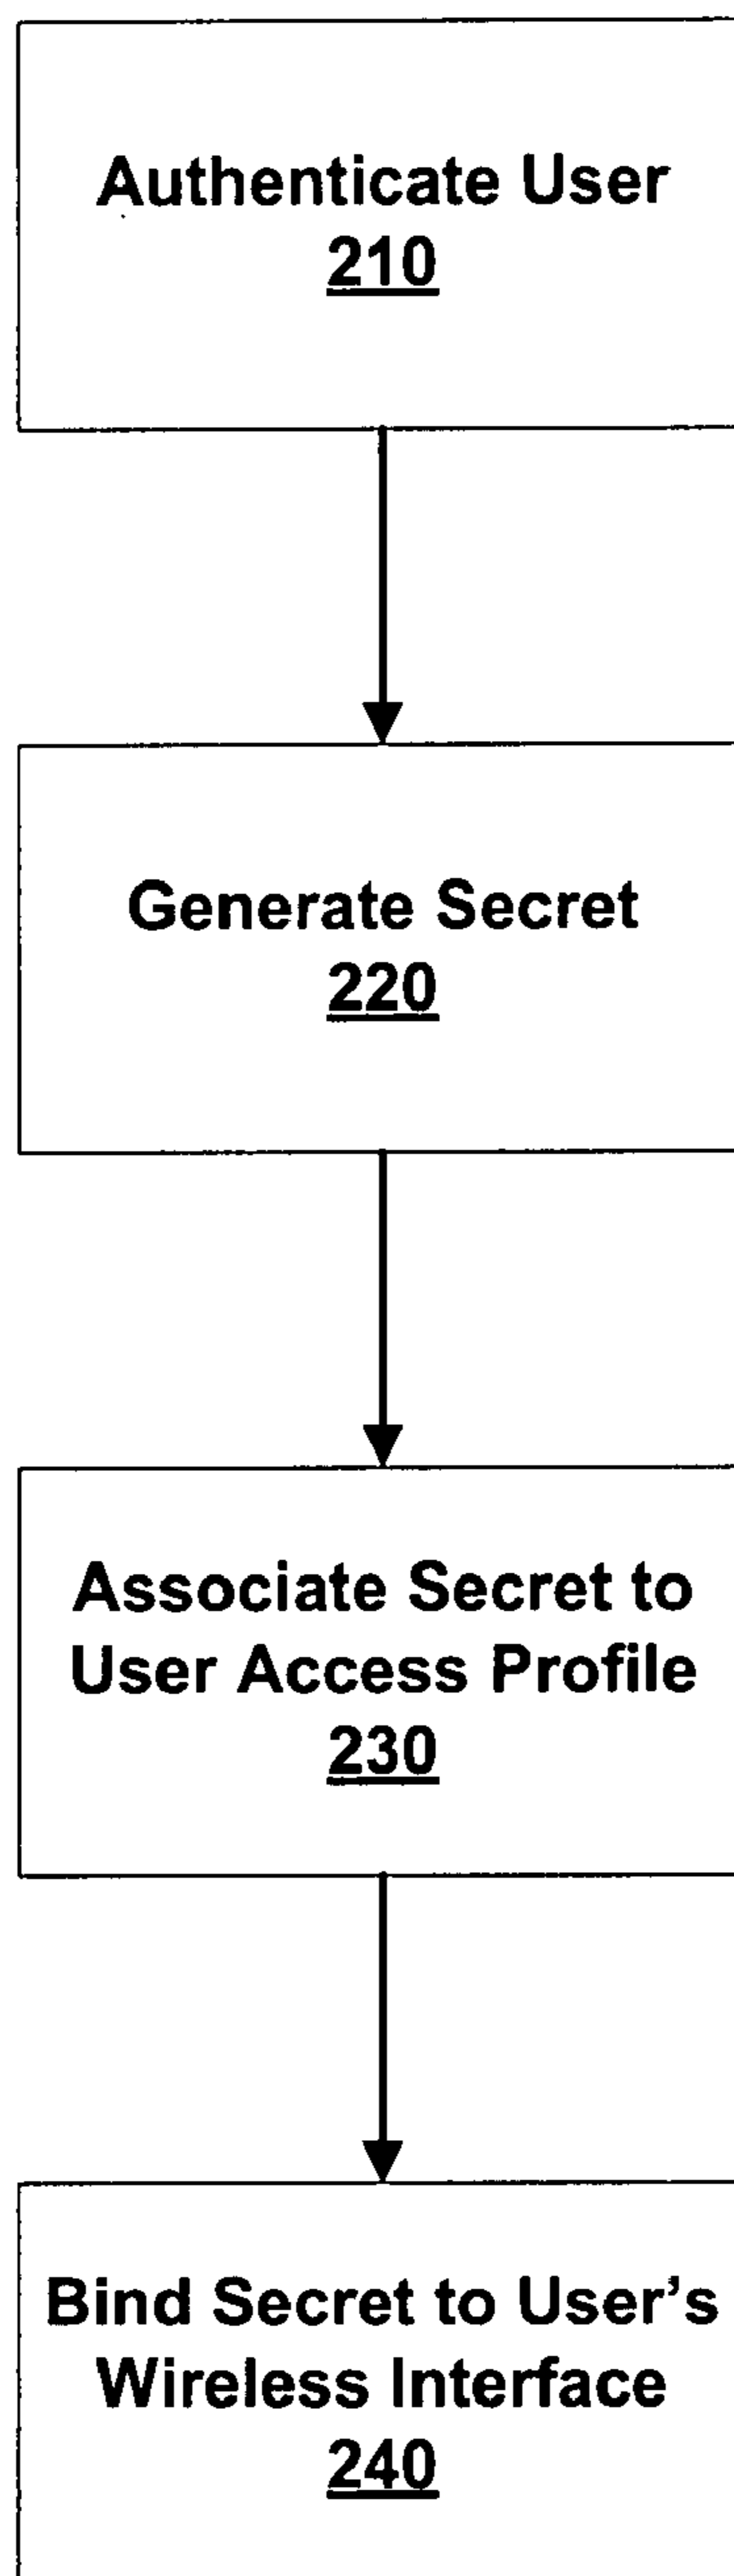 Authenticate User
210
Generate Secret
220
Associate Secret to
User Access Profile
230
Bind Secret to User’s
Wireless Interface
240